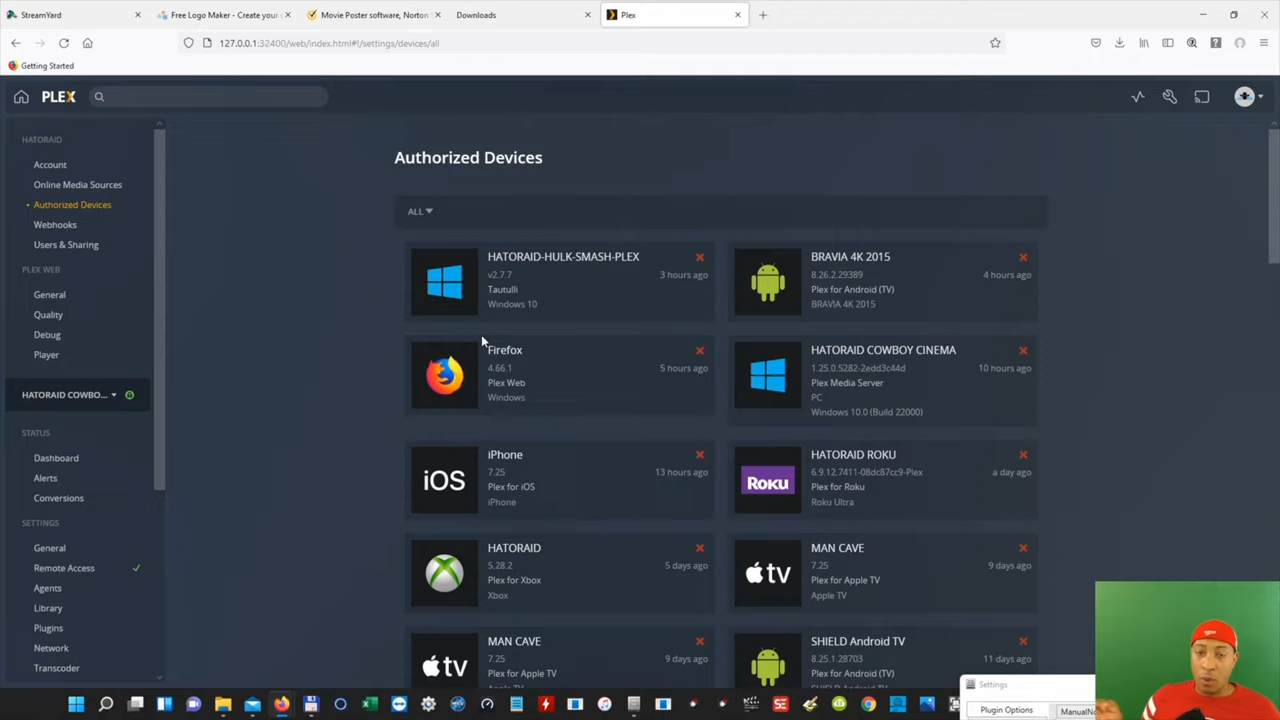 StreamYard
Free Logo Maker - Create your
Movie Poster software, Norton
Downloads
Plex
127.0.0.1:32400/web/index.html#!/settings/devices/all
Getting Started
PLEX
HATORAID
Account
Online Media Sources
Authorized Devices
Webhooks
Users & Sharing
PLEX WEB
General
Quality
Debug
Player
HATORAID COWBO...
STATUS
Dashboard
Alerts
Conversions
SETTINGS
General
Remote Access
Agents
Library
Plugins
Network
Transcoder
Authorized Devices
ALL
HATORAID-HULK-SMASH-PLEX
v2.7.7
3 hours ago
Tautulli
Windows 10
BRAVIA 4K 2015
8.26.2.29389
4 hours ago
Plex for Android (TV)
BRAVIA 4K 2015
Firefox
4.66.1
5 hours ago
Plex Web
Windows
HATORAID COWBOY CINEMA
1.25.0.5282-2edd3c44d
10 hours ago
Plex Media Server
PC
Windows 10.0 (Build 22000)
iOS
iPhone
7.25
13 hours ago
Plex for iOS
iPhone
Roku
HATORAID ROKU
6.9.12.7411-08dc87cc9-Plex
a day ago
Plex for Roku
Roku Ultra
HATORAID
5.28.2
5 days ago
Plex for Xbox
Xbox
tv
MAN CAVE
7.25
9 days ago
Plex for Apple TV
Apple TV
tv
MAN CAVE
7.25
9 days ago
Plex for Apple TV
Apple TV
SHIELD Android TV
8.25.1.28703
11 days ago
Plex for Android (TV)
SHIELD Android TV
Settings
Plugin Options